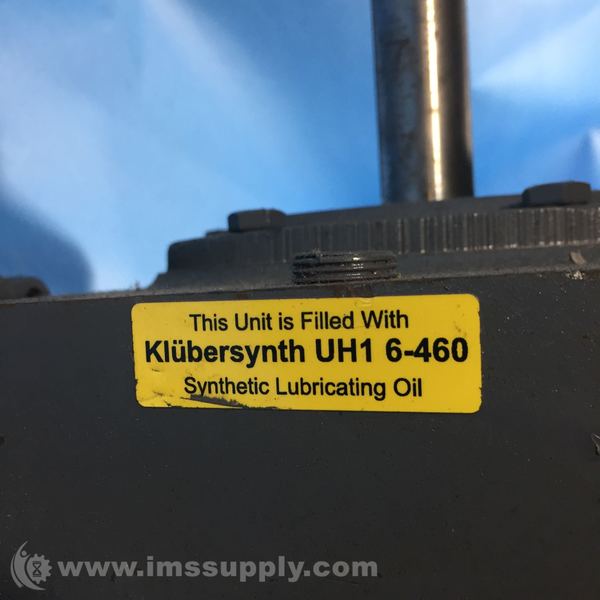 This Unit is Filled With
Klübersynth UH1 6-460
Synthetic Lubricating Oil
www.imssupply.com